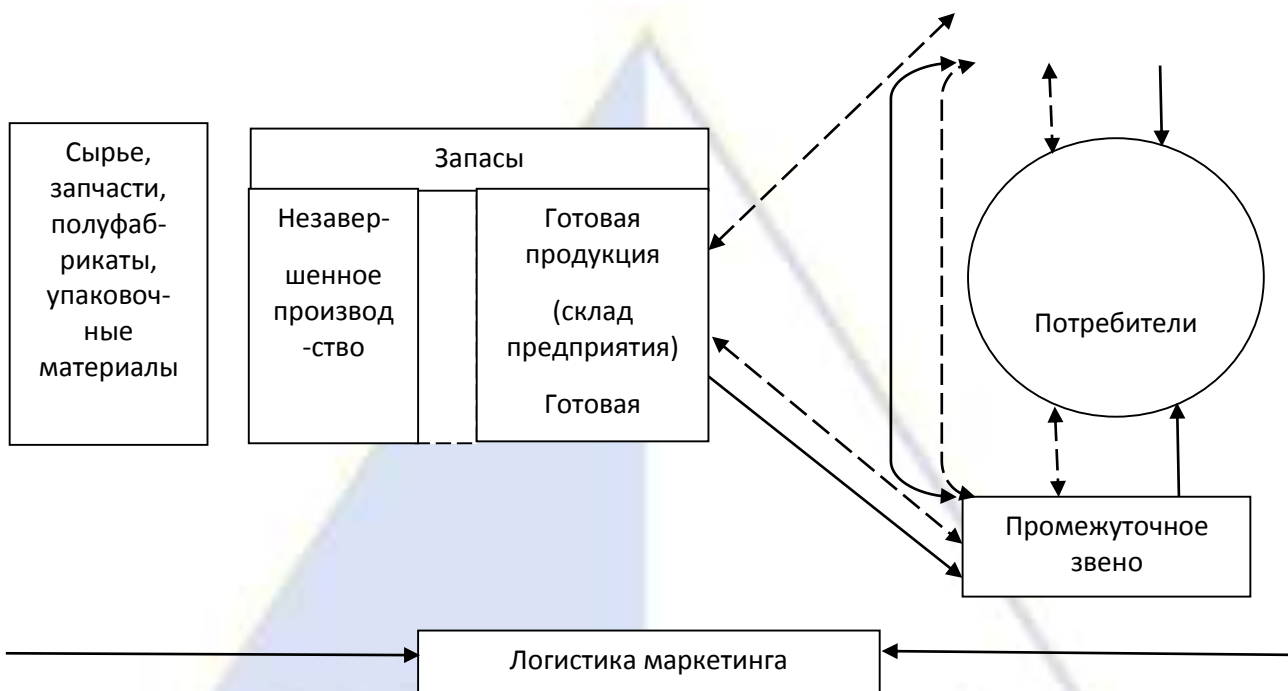 Сырье,
запчасти,
полуфаб-
рикаты,
упаковоч-
ные
материалы
Запасы
Незавер-
шенное
производ
-ство
Готовая
продукция
(склад
предприятия)
Готовая
Потребители
Промежуточное
звено
Логистика маркетинга